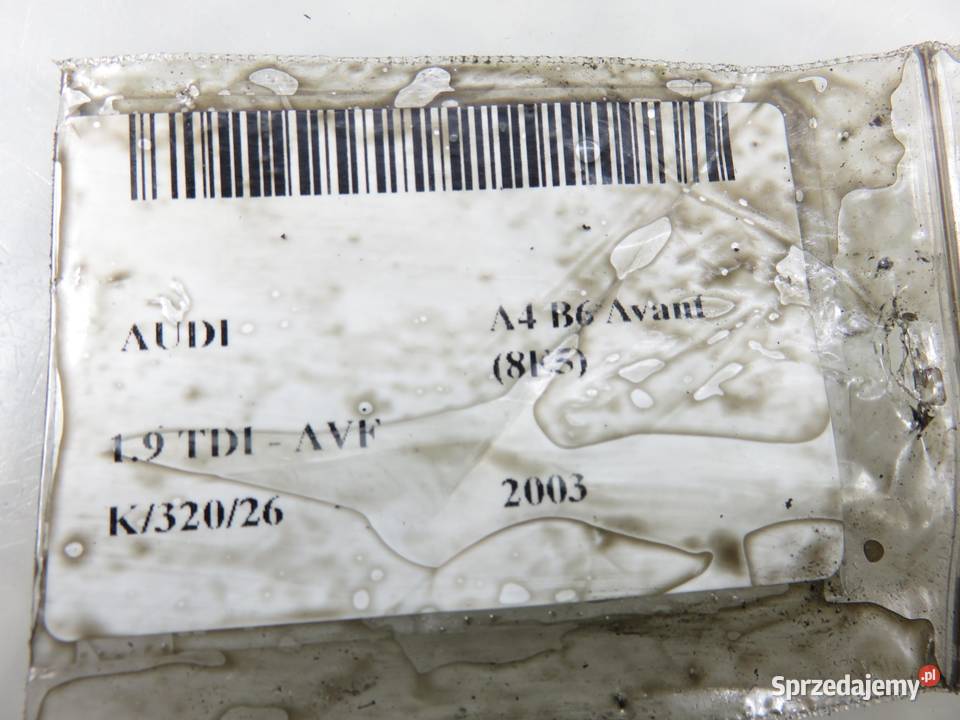 AUDI
A4 B6 Avant
(8E5)
1.9 TDI - AVF
K/320/26
2003
Sprzedajemy.pl